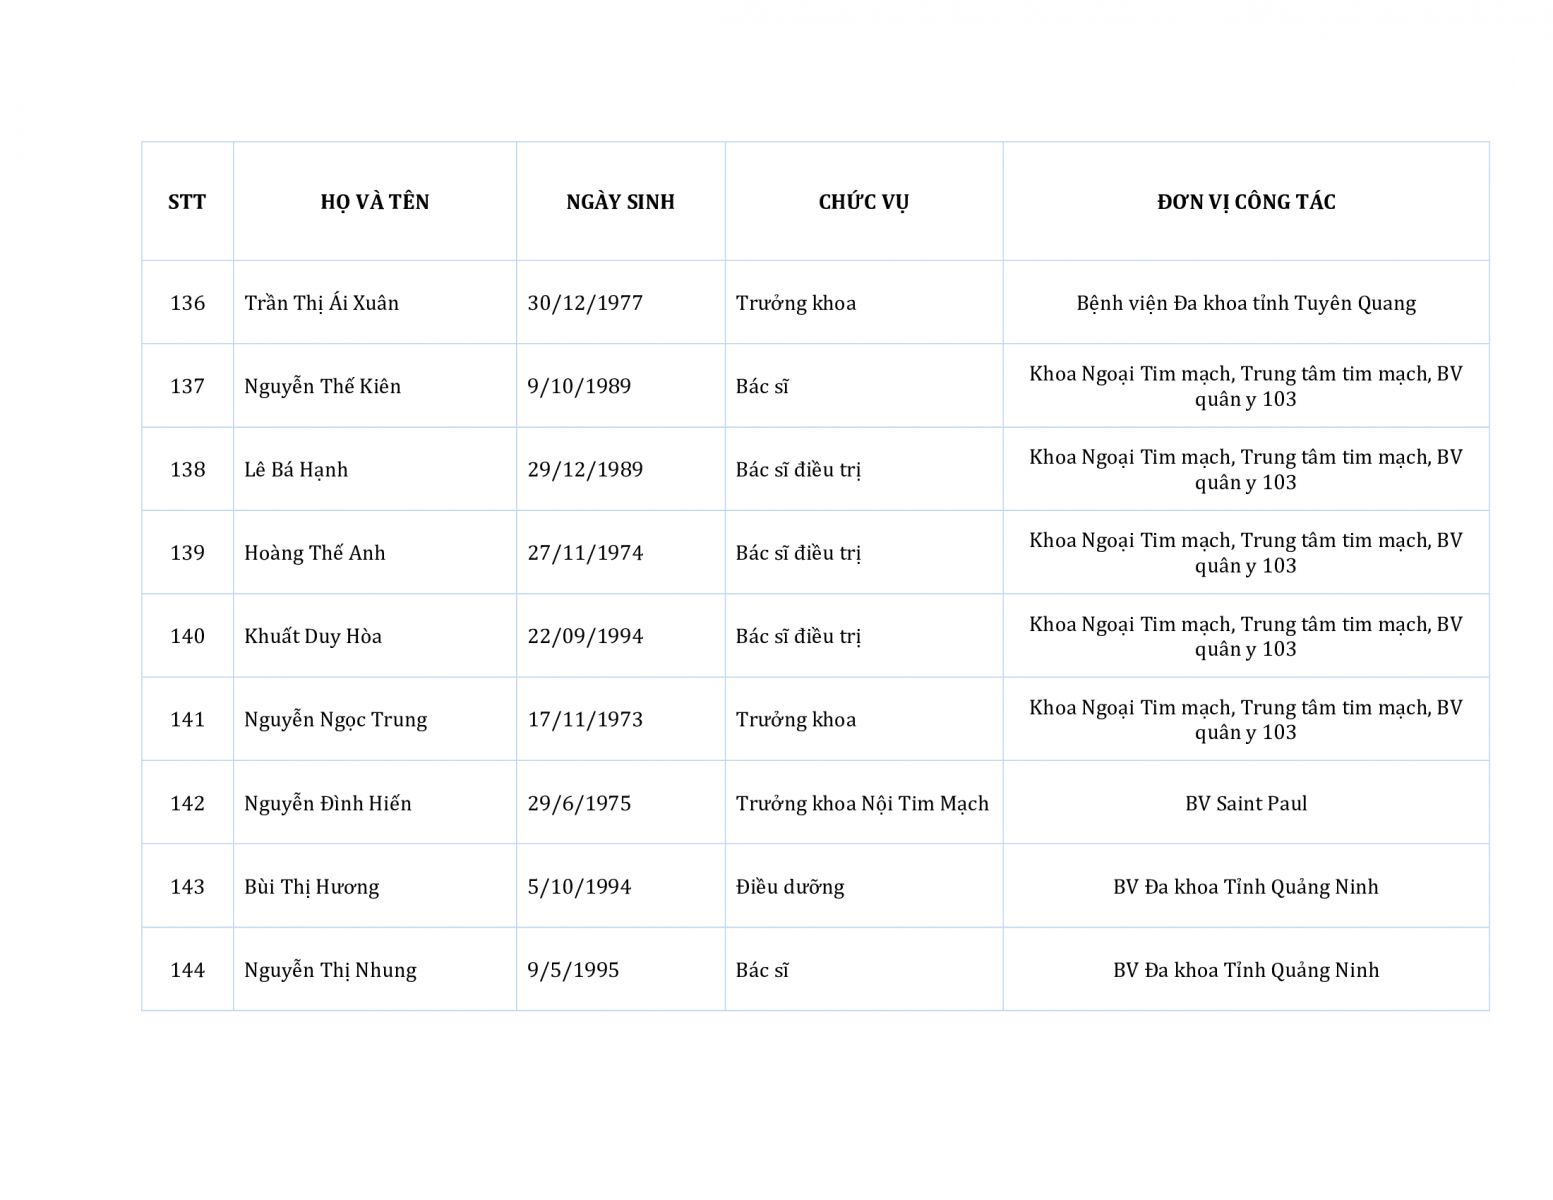 STT HỌ VÀ TÊN NGÀY SINH CHỨC VỤ ĐƠN VỊ CÔNG TÁC
136 Trần Thị Ái Xuân 30/12/1977 Trưởng khoa Bệnh viện Đa khoa tỉnh Tuyên Quang
137 Nguyễn Thế Kiên 9/10/1989 Bác sĩ Khoa Ngoại Tim mạch, Trung tâm tim mạch, BV
quân y 103
138 Lê Bá Hạnh 29/12/1989 Bác sĩ điều trị Khoa Ngoại Tim mạch, Trung tâm tim mạch, BV
quân y 103
139 Hoàng Thế Anh 27/11/1974 Bác sĩ điều trị Khoa Ngoại Tim mạch, Trung tâm tim mạch, BV
quân y 103
140 Khuất Duy Hòa 22/09/1994 Bác sĩ điều trị Khoa Ngoại Tim mạch, Trung tâm tim mạch, BV
quân y 103
141 Nguyễn Ngọc Trung 17/11/1973 Trưởng khoa Khoa Ngoại Tim mạch, Trung tâm tim mạch, BV
quân y 103
142 Nguyễn Đình Hiến 29/6/1975 Trưởng khoa Nội Tim Mạch BV Saint Paul
143 Bùi Thị Hương 5/10/1994 Điều dưỡng BV Đa khoa Tỉnh Quảng Ninh
144 Nguyễn Thị Nhung 9/5/1995 Bác sĩ BV Đa khoa Tỉnh Quảng Ninh